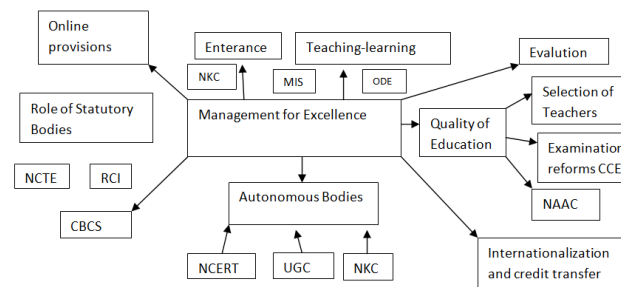 Online
provisions
Enterance
Teaching-learning
Evalution
NKC
MIS
ODE
Selection of
Teachers
Role of Statutory
Bodies
Management for Excellence
Quality of
Education
Examination
reforms CCE
NCTE
RCI
Autonomous Bodies
NAAC
CBCS
Internationalization
and credit transfer
NCERT
UGC
NKC